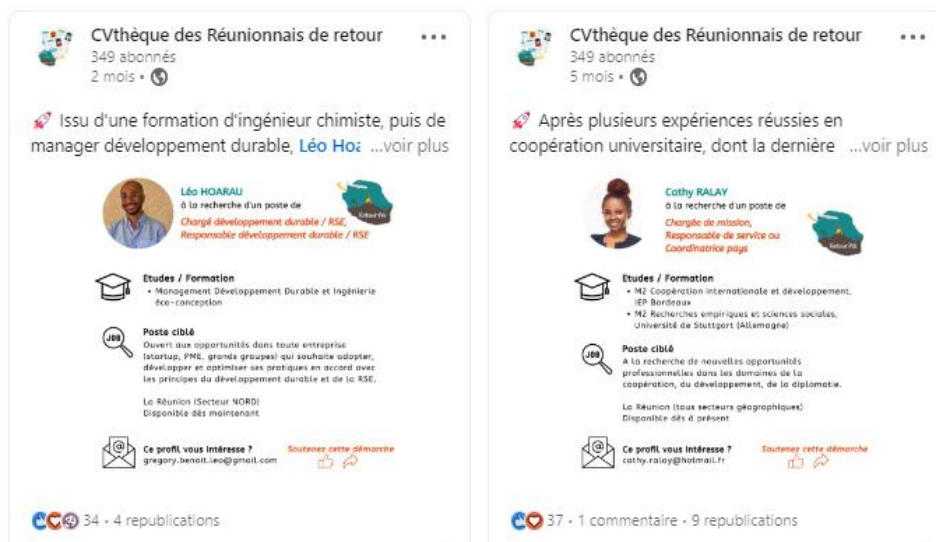 CVthèque des Réunionnais de retour
349 abonnés
2 mois •
Issu d'une formation d'ingénieur chimiste, puis de
manager développement durable, Léo Hoa ...voir plus
Léo HOARAU
à la recherche d'un poste de
Chargé développement durable / RSE,
Responsable développement durable / RSE
Retour Péi
Etudes / Formation
• Management Développement Durable et Ingénierie
éco-conception
JOB
Poste ciblé
Ouvert aux opportunités dans toute entreprise
(startup, PME, grands groupes) qui souhaite adopter,
développer et optimiser ses pratiques en accord avec
les principes du développement durable et de la RSE.
La Réunion (Secteur NORD)
Disponible dès maintenant
Ce profil vous intéresse ?
gregory.benoit.leo@gmail.com
Soutenez cette démarche
34 • 4 republications
CVthèque des Réunionnais de retour
349 abonnés
5 mois •
Après plusieurs expériences réussies en
coopération universitaire, dont la dernière ...voir plus
Cathy RALAY
à la recherche d'un poste de
Chargée de mission,
Responsable de service ou
Coordinatrice pays
Retour Péi
Etudes / Formation
• M2 Coopération internationale et développement,
IEP Bordeaux
• M2 Recherches empiriques et sciences sociales,
Université de Stuttgart (Allemagne)
JOB
Poste ciblé
A la recherche de nouvelles opportunités
professionnelles dans les domaines de la
coopération, du développement, de la diplomatie.
La Réunion (tous secteurs géographiques)
Disponible dès à présent
Ce profil vous intéresse ?
cathy.ralay@hotmail.fr
Soutenez cette démarche
37 • 1 commentaire • 9 republications